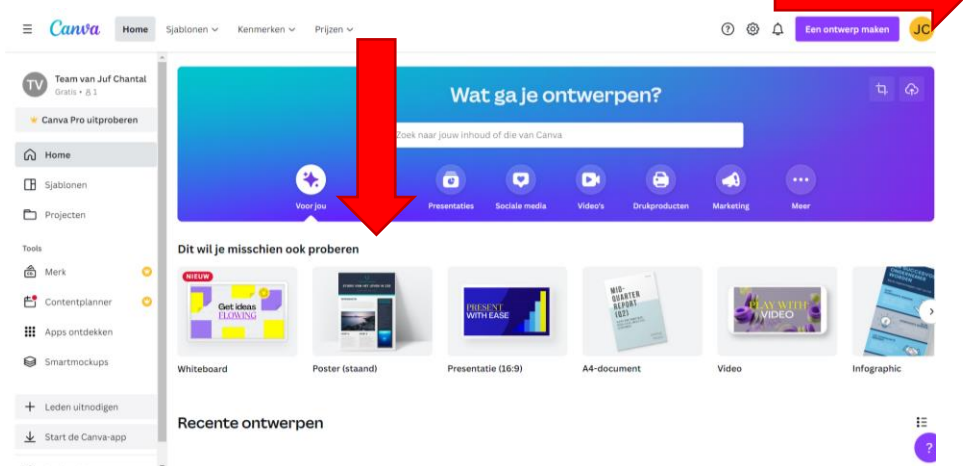 Canva Home Sjablonen Kenmerken Prijzen Een ontwerp maken JC
TV Team van Juf Chantal
Gratis • 1
Canva Pro uitproberen
Home
Sjablonen
Projecten
Tools
Merk
Contentplanner
Apps ontdekken
Smartmockups
Leden uitnodigen
Start de Canva-app
Wat ga je ontwerpen?
Zoek naar jouw inhoud of die van Canva
Voor jou Presentaties Sociale media Video's Drukproducten Marketing Meer
Dit wil je misschien ook proberen
NIEUW
Get ideas
FLOWING
PRESENT
WITH EASE
MID-
QUARTER
REPORT
(Q2)
PLAY WITH
VIDEO
Whiteboard Poster (staand) Presentatie (16:9) A4-document Video Infographic
Recente ontwerpen
?